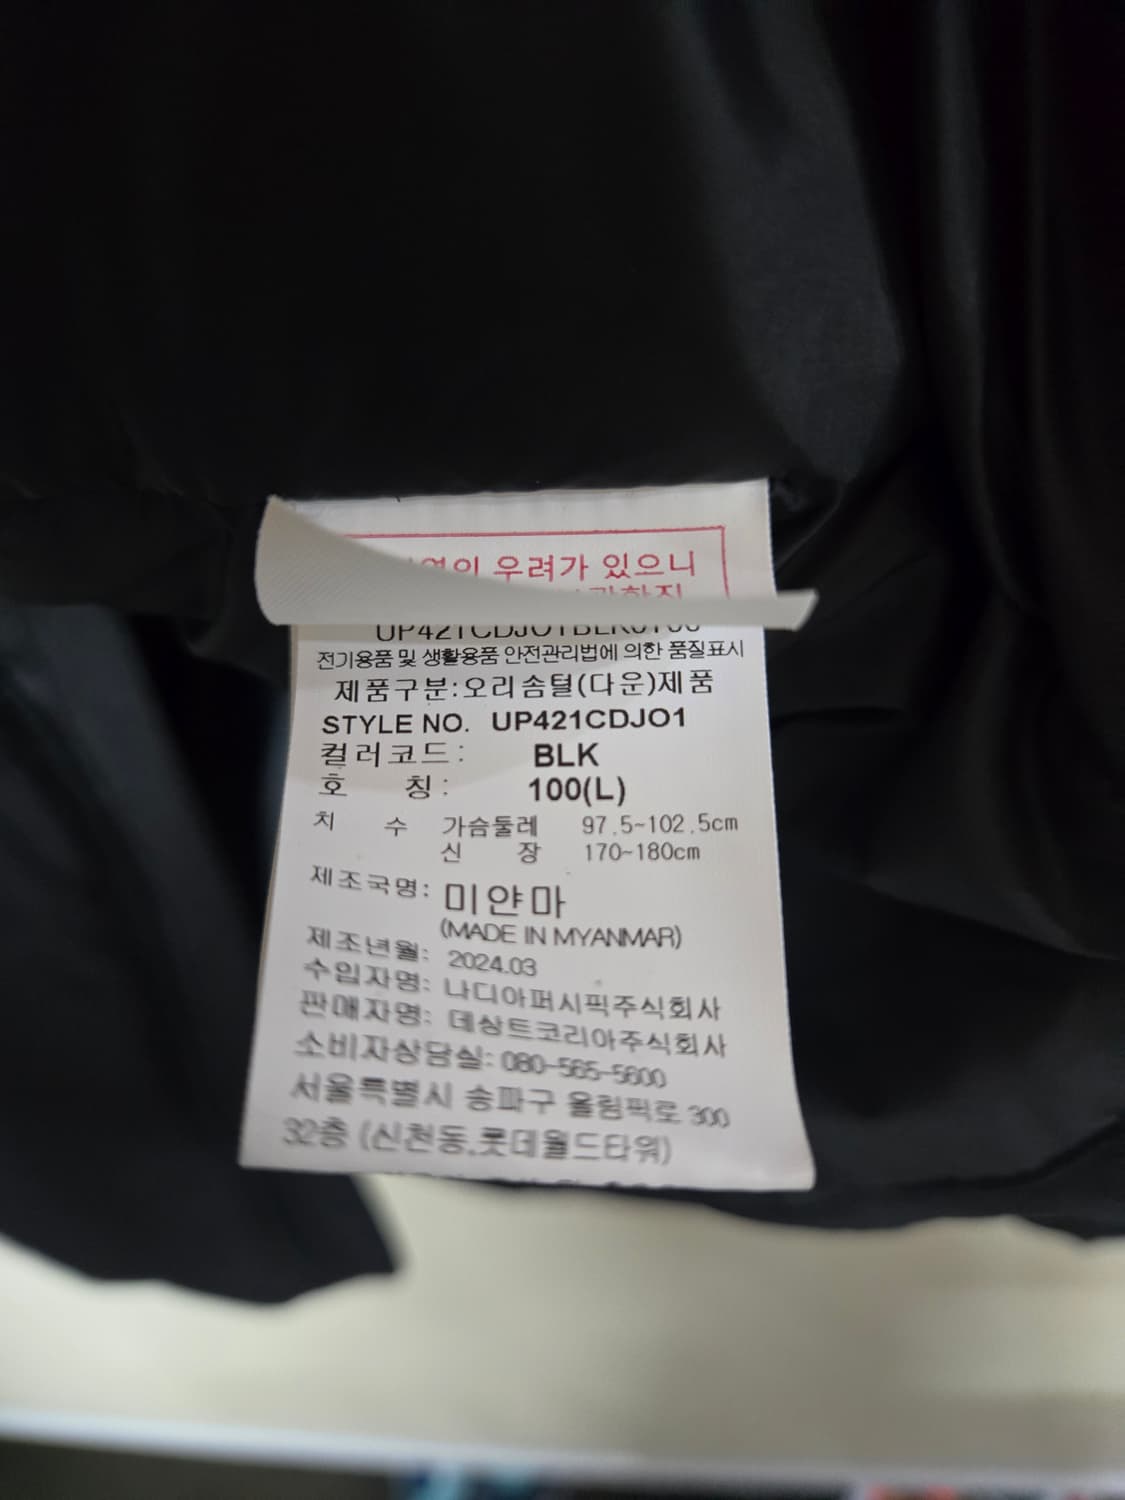 우려가 있으니
UP421CDJO1BLK0100
전기용품 및 생활용품 안전관리법에 의한 품질표시
제품구분:오리솜털(다운)제품
STYLE NO. UP421CDJO1
컬러코드: BLK
호 칭: 100(L)
치 수 가슴둘레 97.5~102.5cm
신 장 170~180cm
제조국명: 미얀마
(MADE IN MYANMAR)
제조년월: 2024.03
수입자명: 나디아퍼시픽주식회사
판매자명: 데상트코리아주식회사
소비자상담실: 080-565-5600
서울특별시 송파구 올림픽로 300
32층 (신천동,롯데월드타워)